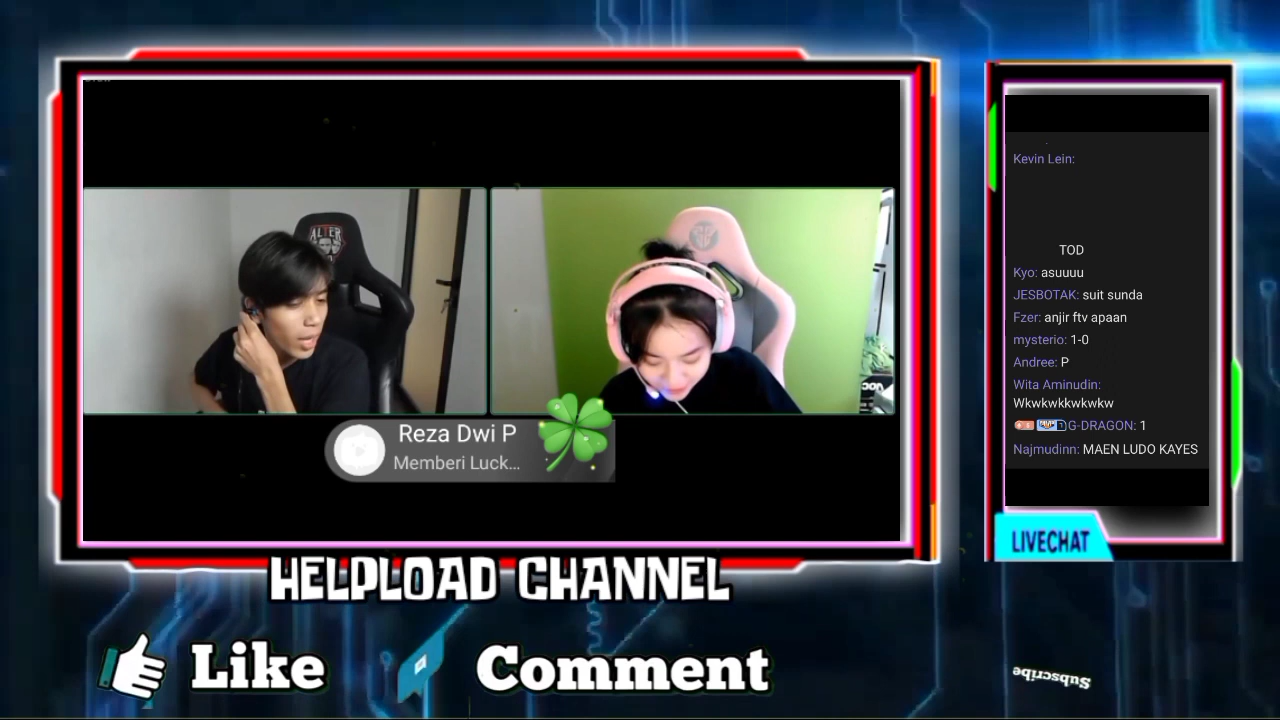 ALTER
Reza Dwi P
Memberi Luck...
HELPLOAD CHANNEL
Like
Comment
Kevin Lein:
TOD
Kyo: asuuuu
JESBOTAK: suit sunda
Fzer: anjir ftv apaan
mysterio: 1-0
Andree: P
Wita Aminudin:
Wkwkwkkwkwkw
G-DRAGON: 1
Najmudinn: MAEN LUDO KAYES
LIVECHAT
Subscribe